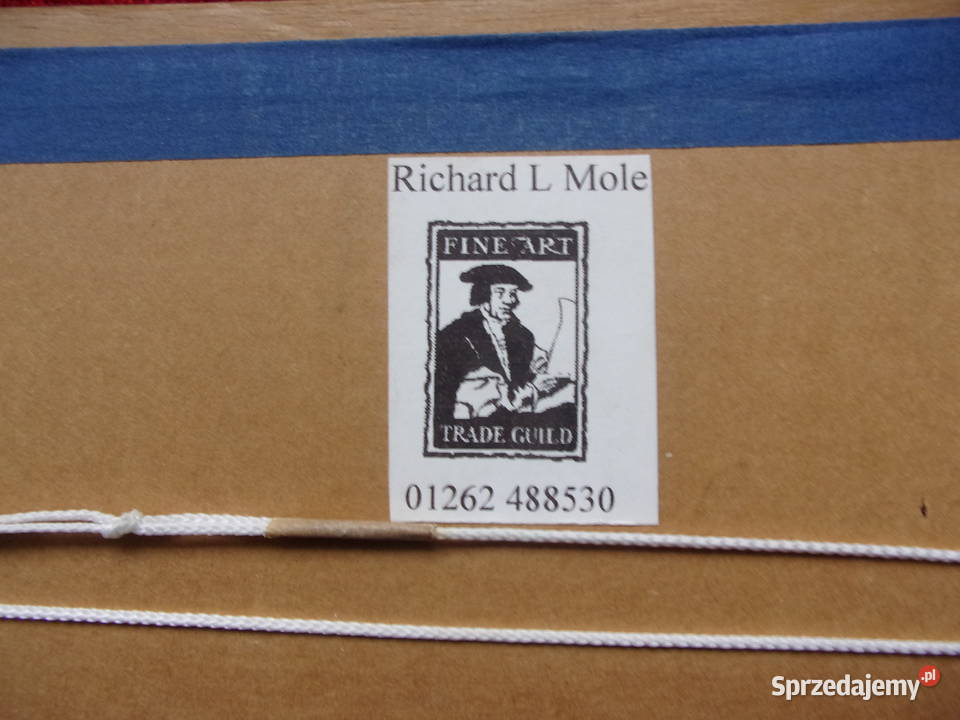 Richard L Mole
FINE ART
TRADE GUILD
01262 488530
Sprzedajemy.pl